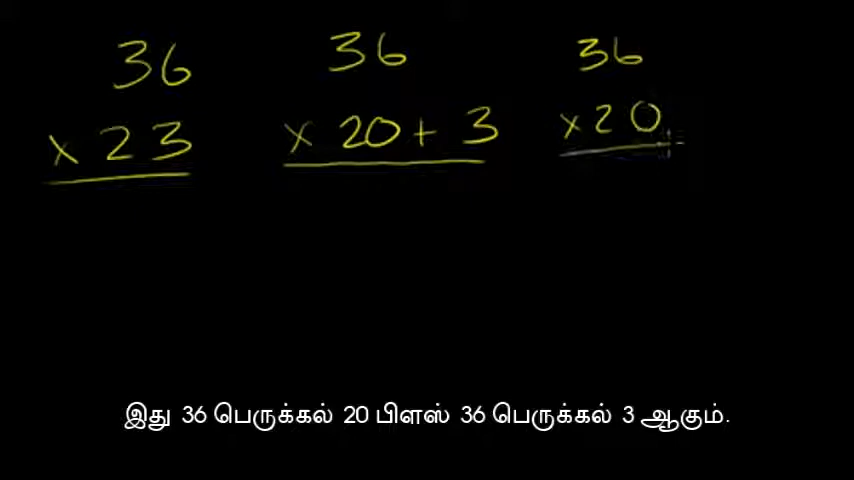 36 36 36
× 23 × 20 + 3 × 20
இது 36 பெருக்கல் 20 பிளஸ் 36 பெருக்கல் 3 ஆகும்.